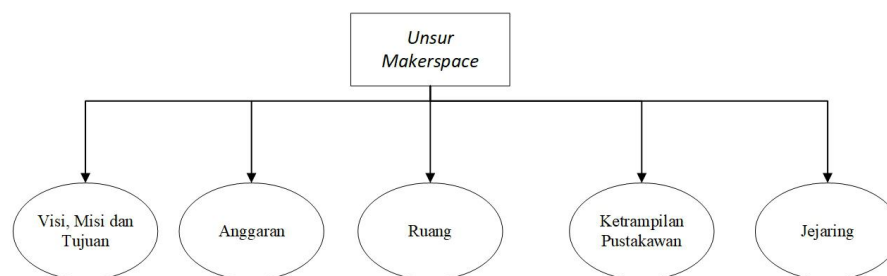 Unsur
Makerspace
Visi, Misi dan
Tujuan
Anggaran
Ruang
Ketrampilan
Pustakawan
Jejaring